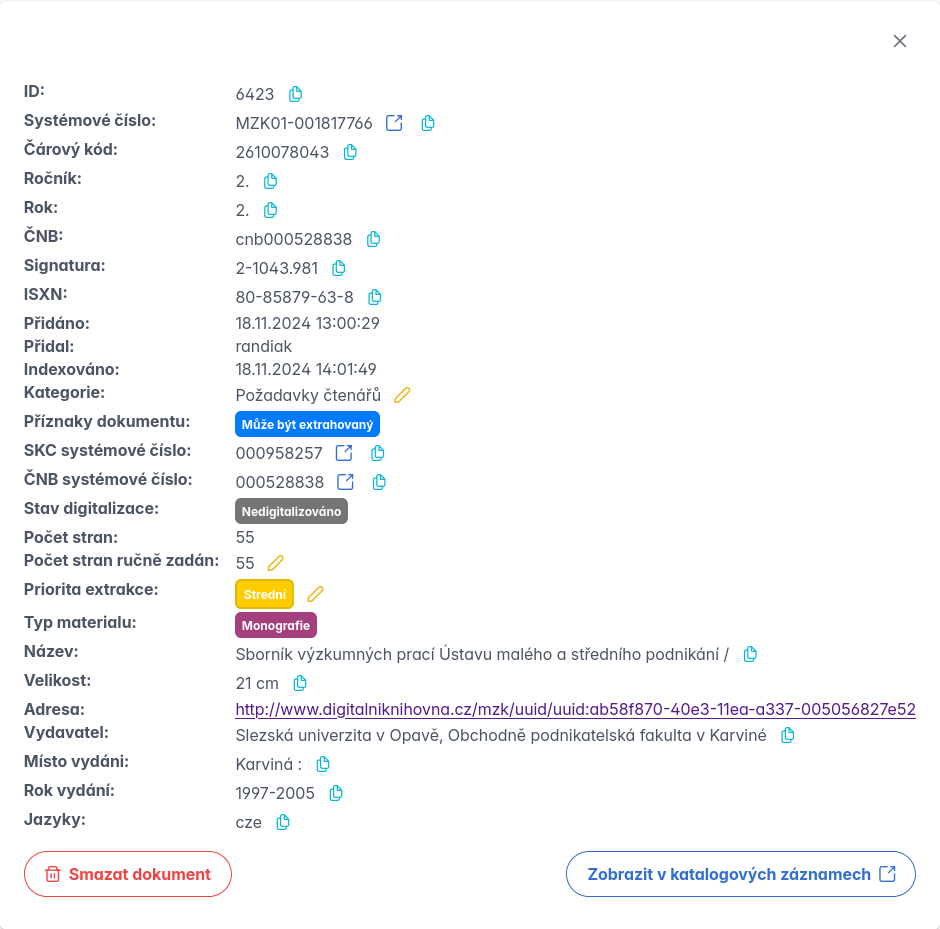 ID: 6423
Systémové číslo: MZK01-001817766
Čárový kód: 2610078043
Ročník: 2.
Rok: 2.
ČNB: cnb000528838
Signatura: 2-1043.981
ISXN: 80-85879-63-8
Přidáno: 18.11.2024 13:00:29
Přidal: randiak
Indexováno: 18.11.2024 14:01:49
Kategorie: Požadavky čtenářů
Příznaky dokumentu: Může být extrahovaný
SKC systémové číslo: 000958257
ČNB systémové číslo: 000528838
Stav digitalizace: Nedigitalizováno
Počet stran: 55
Počet stran ručně zadán: 55
Priorita extrakce: Strední
Typ materialu: Monografie
Název: Sborník výzkumných prací Ústavu malého a středního podnikání /
Velikost: 21 cm
Adresa: http://www.digitalniknihovna.cz/mzk/uuid/uuid:ab58f870-40e3-11ea-a337-005056827e52
Vydavatel: Slezská univerzita v Opavě, Obchodně podnikatelská fakulta v Karviné
Místo vydáni: Karviná :
Rok vydání: 1997-2005
Jazyky: cze
Smazat dokument
Zobrazit v katalogových záznamech